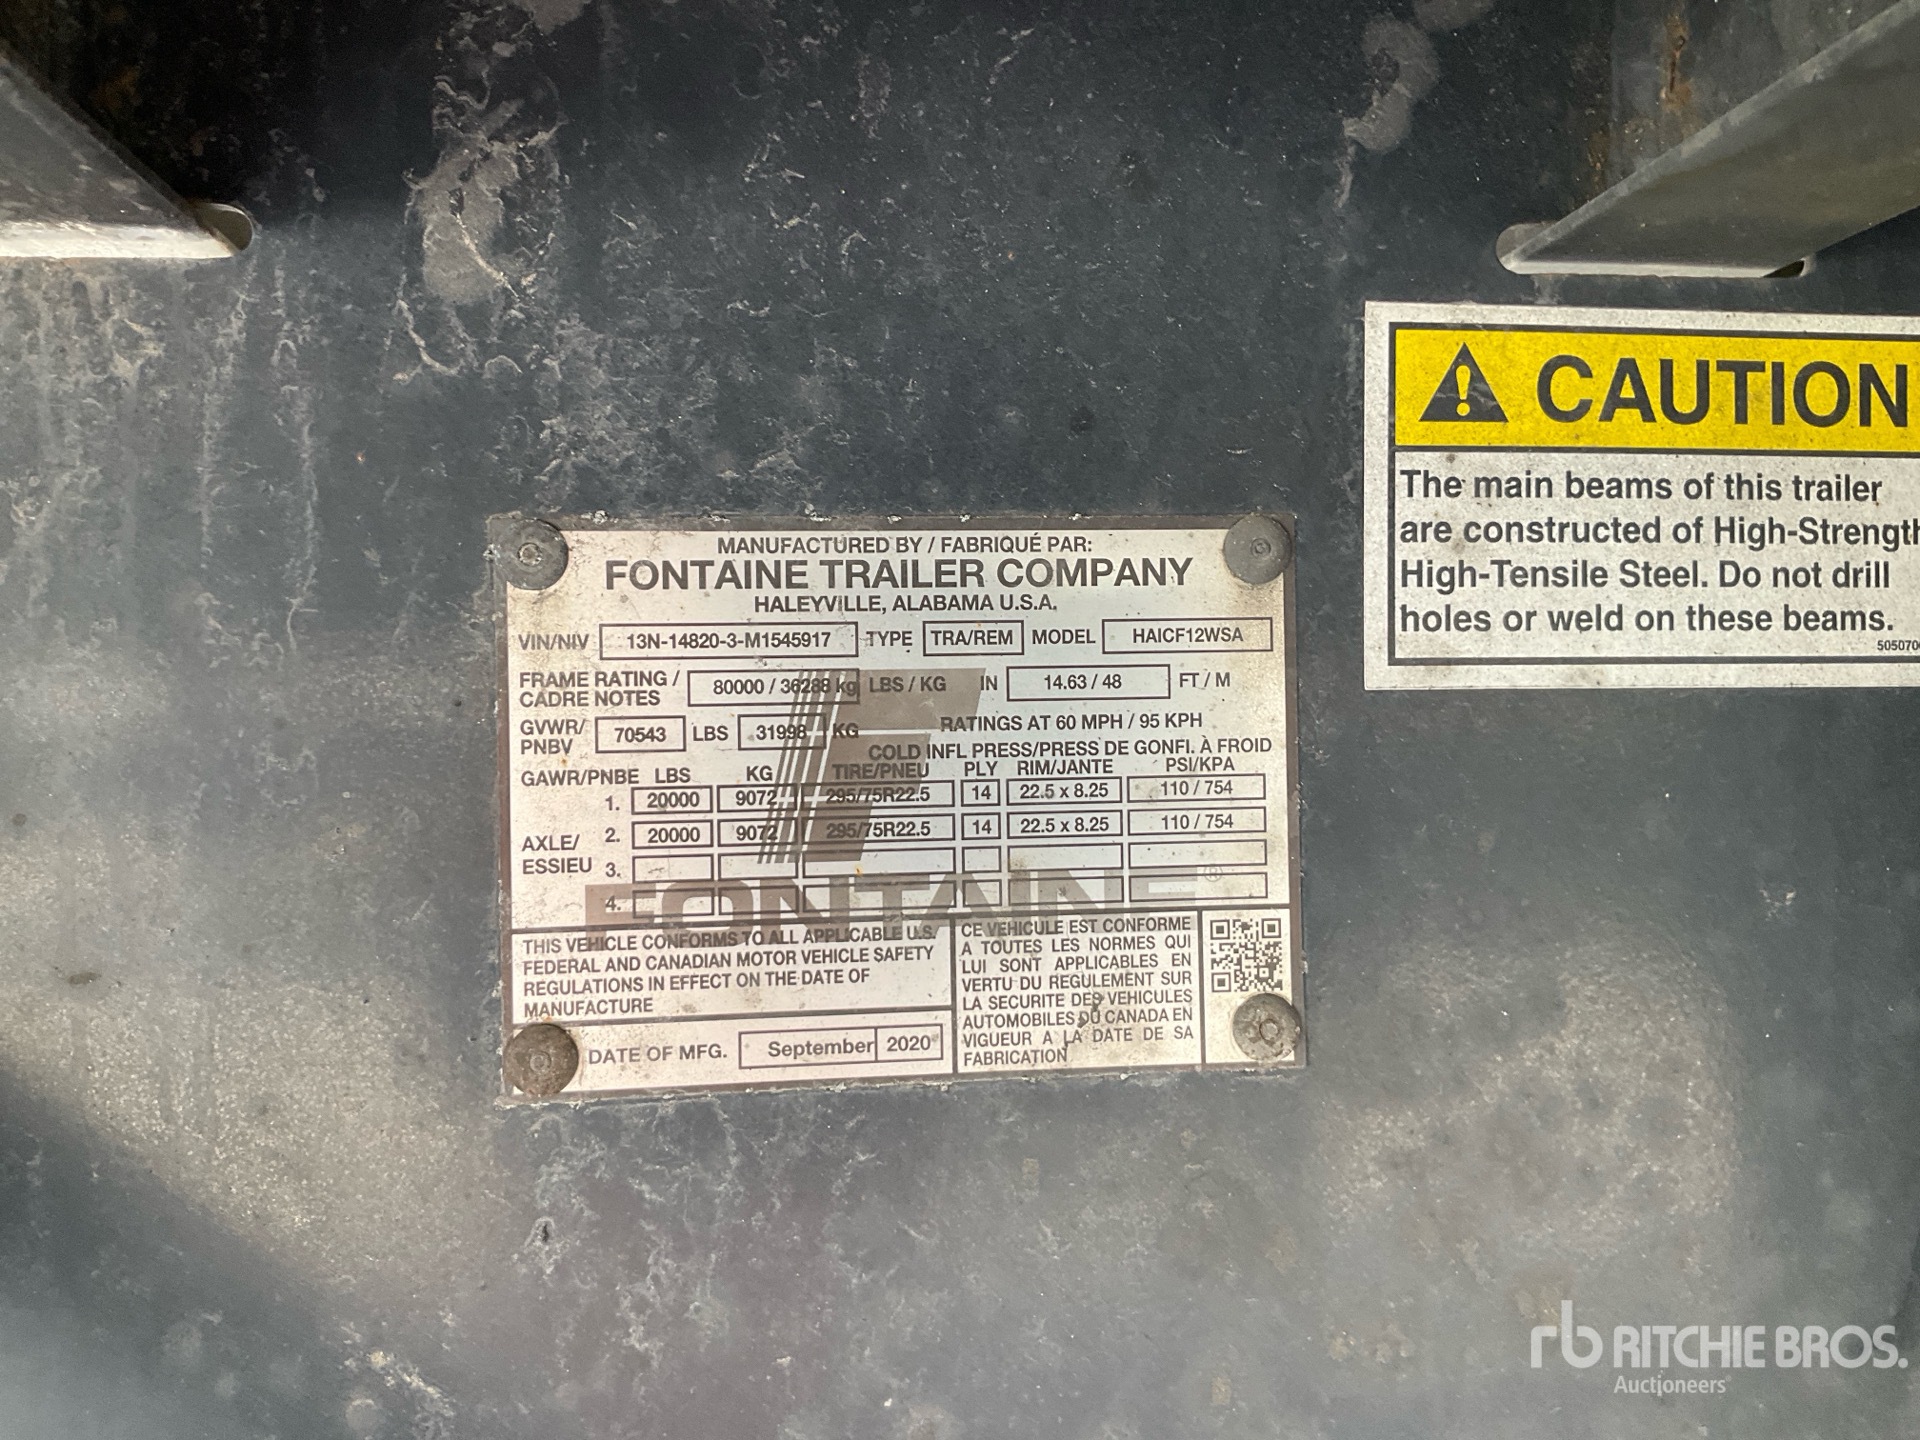 MANUFACTURED BY / FABRIQUÉ PAR:
FONTAINE TRAILER COMPANY
HALEYVILLE, ALABAMA U.S.A.
VIN/NIV 13N-14820-3-M1545917 TYPE TRA/REM MODEL HAICF12WSA
FRAME RATING / CADRE NOTES 80000 / 36288 kg LBS / KG IN 14.63 / 48 FT / M
GVWR/ PNBV 70543 LBS 31998 KG RATINGS AT 60 MPH / 95 KPH
COLD INFL PRESS/PRESS DE GONFL. À FROID
GAWR/PNBE LBS KG TIRE/PNEU PLY RIM/JANTE PSI/KPA
1. 20000 9072 295/75R22.5 14 22.5 x 8.25 110 / 754
AXLE/ ESSIEU
2. 20000 9072 295/75R22.5 14 22.5 x 8.25 110 / 754
3.
4.
FONTAINE®
THIS VEHICLE CONFORMS TO ALL APPLICABLE U.S.
FEDERAL AND CANADIAN MOTOR VEHICLE SAFETY
REGULATIONS IN EFFECT ON THE DATE OF
MANUFACTURE
DATE OF MFG. September 2020
CE VEHICULE EST CONFORME
A TOUTES LES NORMES QUI
LUI SONT APPLICABLES EN
VERTU DU REGULEMENT SUR
LA SECURITE DES VEHICULES
AUTOMOBILES DU CANADA EN
VIGUEUR A LA DATE DE SA
FABRICATION
CAUTION
The main beams of this trailer
are constructed of High-Strength
High-Tensile Steel. Do not drill
holes or weld on these beams.
rb RITCHIE BROS.
Auctioneers